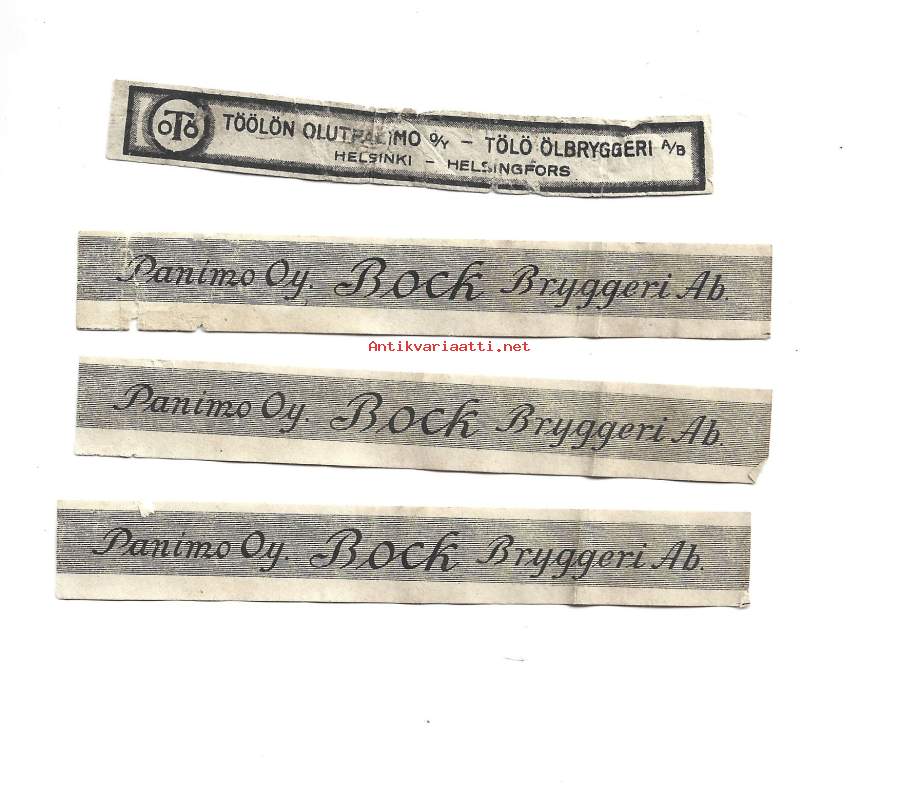 OTÖ
TÖÖLÖN OLUTPANIMO O/Y – TÖLÖ ÖLBRYGGERI A/B
HELSINKI – HELSINGFORS
Panimo Oy. Bock Bryggeri Ab.
Antikvariaatti.net
Panimo Oy. Bock Bryggeri Ab.
Panimo Oy. Bock Bryggeri Ab.